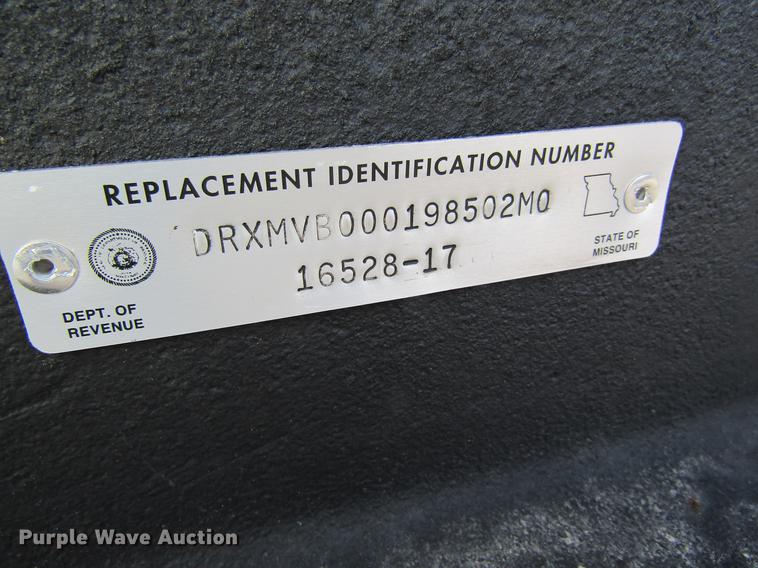 REPLACEMENT IDENTIFICATION NUMBER
DRXMVB000198502MO
16528-17
DEPT. OF
REVENUE
STATE OF
MISSOURI
Purple Wave Auction